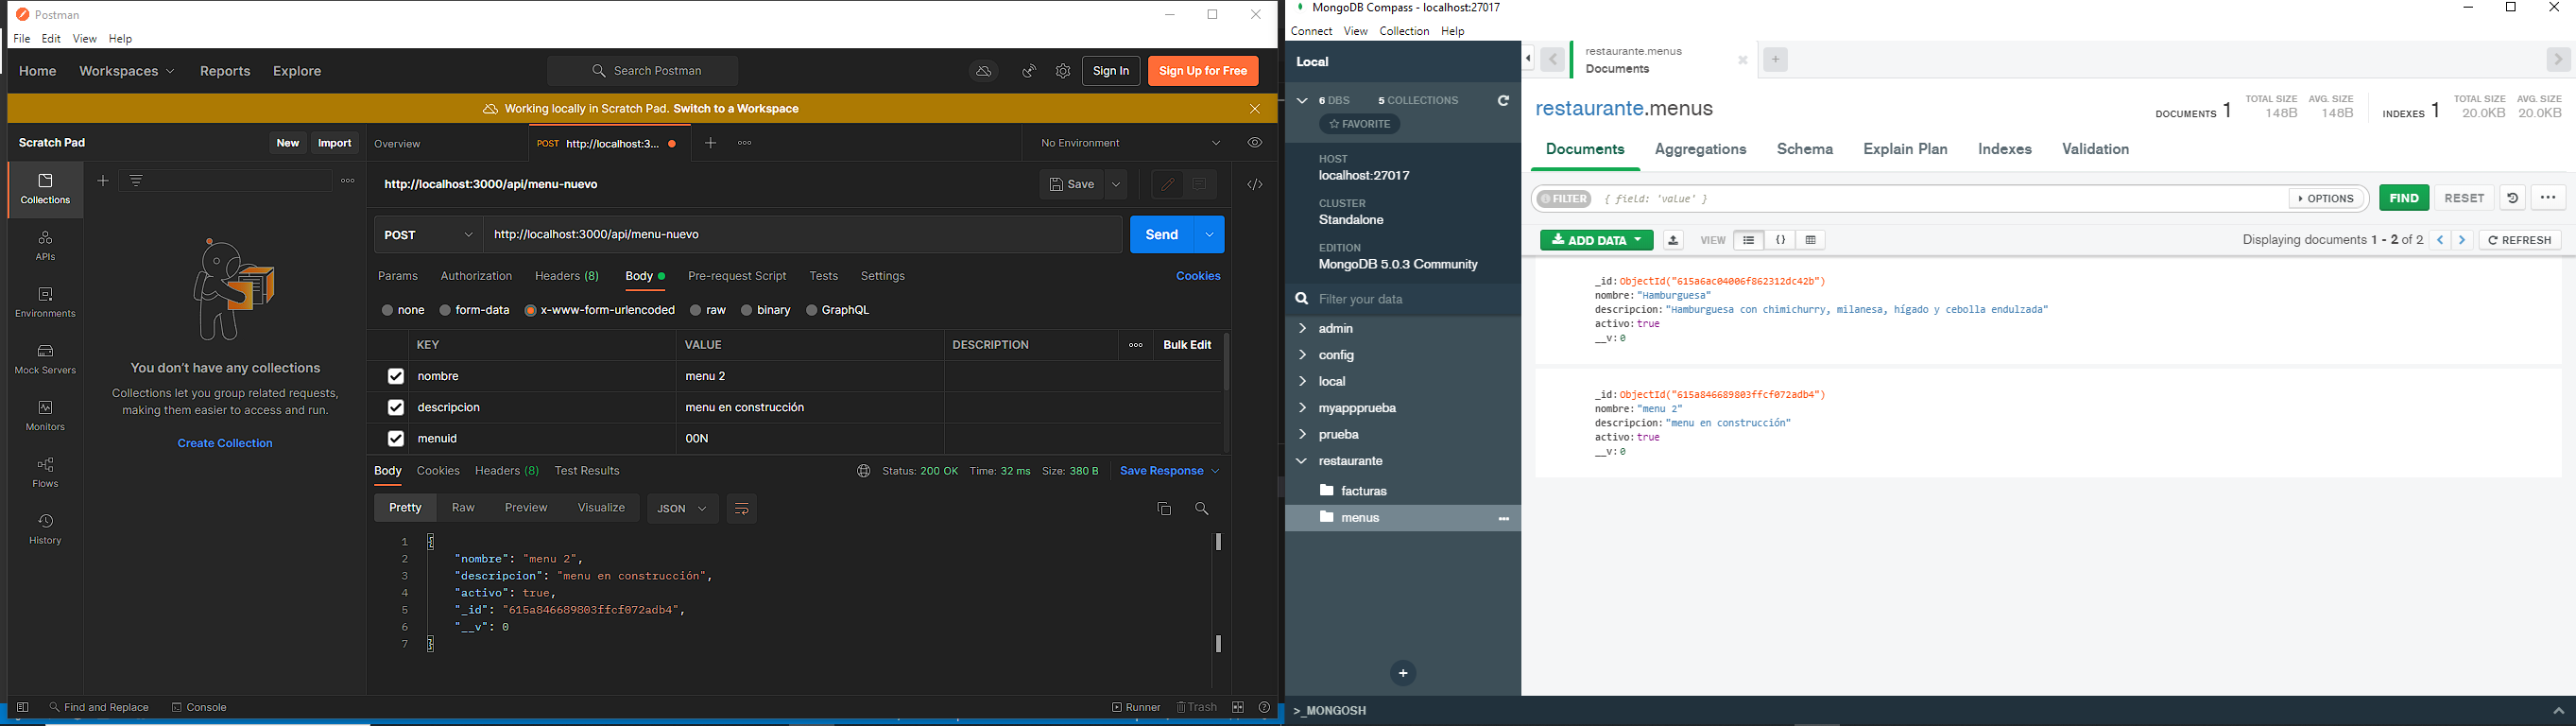 Postman
File Edit View Help
Home Workspaces Reports Explore Search Postman Sign In Sign Up for Free
Working locally in Scratch Pad. Switch to a Workspace
Scratch Pad New Import
Overview POST http://localhost:3... No Environment
http://localhost:3000/api/menu-nuevo Save
POST http://localhost:3000/api/menu-nuevo Send
Params Authorization Headers (8) Body Pre-request Script Tests Settings Cookies
none form-data x-www-form-urlencoded raw binary GraphQL
KEY VALUE DESCRIPTION Bulk Edit
nombre menu 2
descripcion menu en construcción
menuid 00N
Collections
APIs
Environments
Mock Servers
Monitors
Flows
History
You don't have any collections
Collections let you group related requests,
making them easier to access and run.
Create Collection
Body Cookies Headers (8) Test Results Status: 200 OK Time: 32 ms Size: 380 B Save Response
Pretty Raw Preview Visualize JSON
1 {
2 "nombre": "menu 2",
3 "descripcion": "menu en construcción",
4 "activo": true,
5 "_id": "615a846689803ffcf072adb4",
6 "__v": 0
7 }
Find and Replace Console Runner Trash
MongoDB Compass - localhost:27017
Connect View Collection Help
Local
6 DBS 5 COLLECTIONS
FAVORITE
HOST
localhost:27017
CLUSTER
Standalone
EDITION
MongoDB 5.0.3 Community
Filter your data
admin
config
local
myappprueba
prueba
restaurante
facturas
menus
>_MONGOSH
restaurante.menus
Documents
restaurante.menus
DOCUMENTS 1 TOTAL SIZE 148B AVG. SIZE 148B INDEXES 1 TOTAL SIZE 20.0KB AVG. SIZE 20.0KB
Documents Aggregations Schema Explain Plan Indexes Validation
FILTER { field: 'value' } OPTIONS FIND RESET
ADD DATA VIEW Displaying documents 1 - 2 of 2 REFRESH
_id:ObjectId("615a6ac04006f862312dc42b")
nombre:"Hamburguesa"
descripcion:"Hamburguesa con chimichurry, milanesa, hígado y cebolla endulzada"
activo:true
__v:0
_id:ObjectId("615a846689803ffcf072adb4")
nombre:"menu 2"
descripcion:"menu en construcción"
activo:true
__v:0